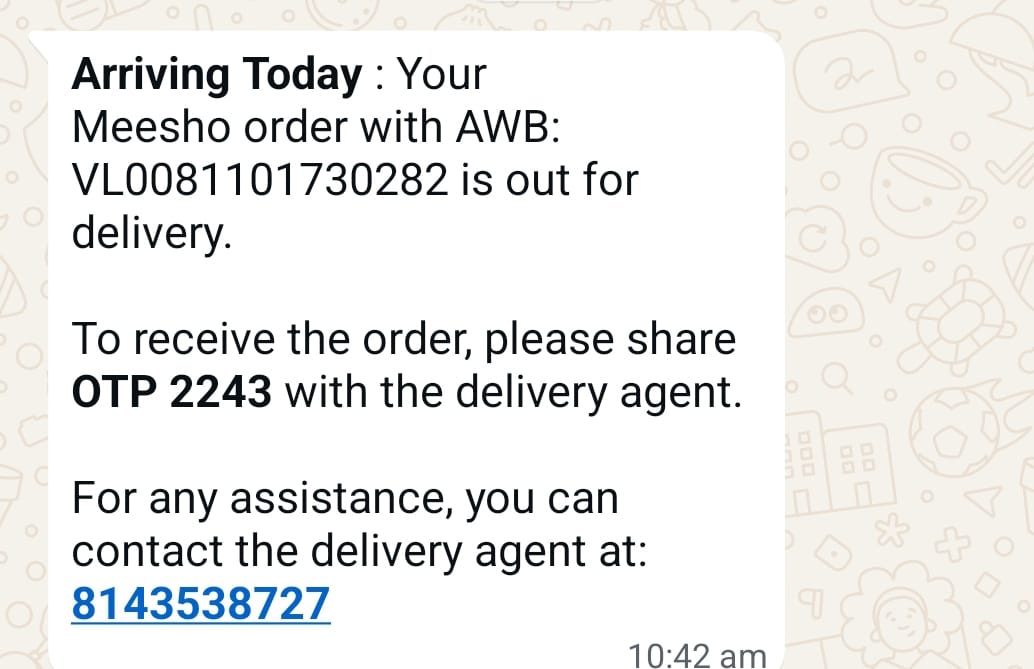 Arriving Today : Your
Meesho order with AWB:
VL0081101730282 is out for
delivery.
To receive the order, please share
OTP 2243 with the delivery agent.
For any assistance, you can
contact the delivery agent at:
8143538727
10:42 am